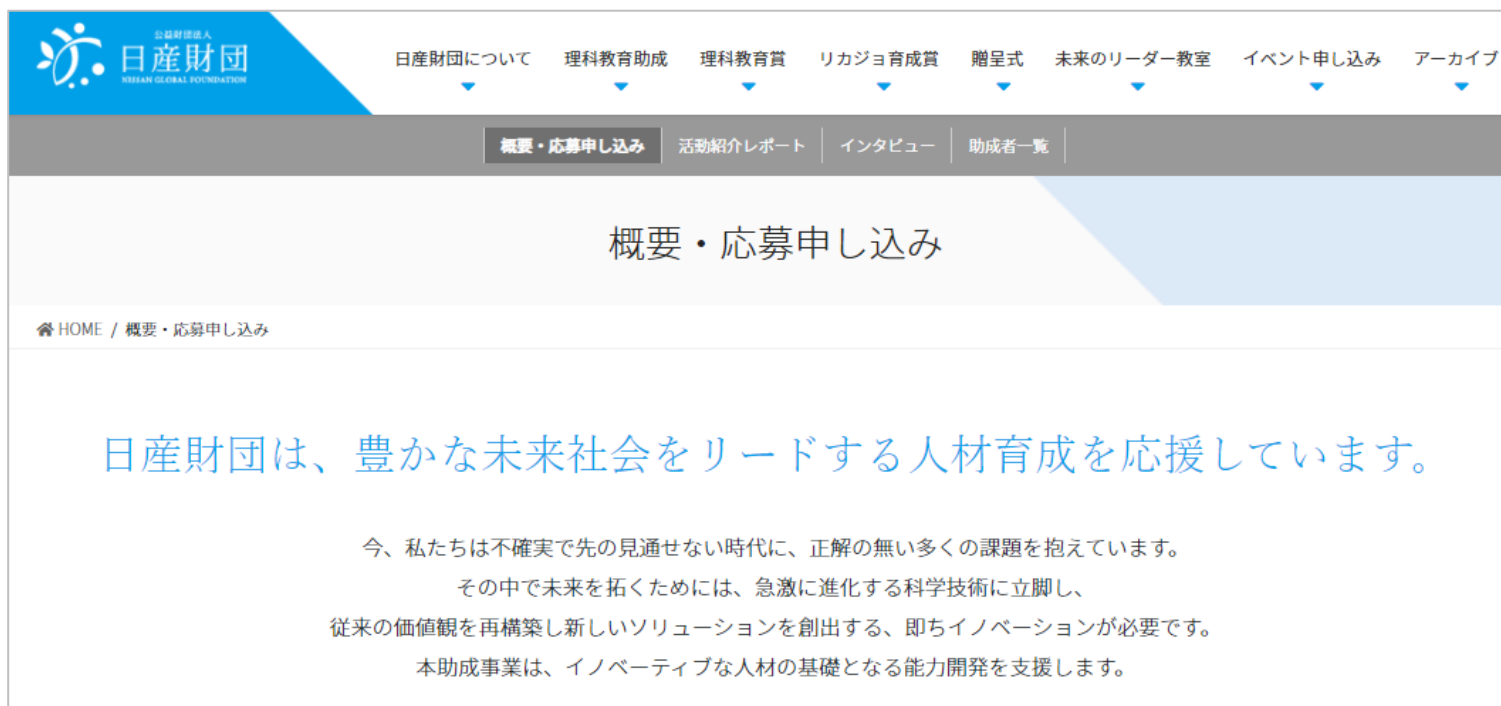 公益財団法人
日産財団
NISSAN GLOBAL FOUNDATION
日産財団について 理科教育助成 理科教育賞 リカジョ育成賞 贈呈式 未来のリーダー教室 イベント申し込み アーカイブ
概要・応募申し込み 活動紹介レポート インタビュー 助成者一覧
概要・応募申し込み
HOME / 概要・応募申し込み
日産財団は、豊かな未来社会をリードする人材育成を応援しています。
今、私たちは不確実で先の見通せない時代に、正解の無い多くの課題を抱えています。
その中で未来を拓くためには、急激に進化する科学技術に立脚し、
従来の価値観を再構築し新しいソリューションを創出する、即ちイノベーションが必要です。
本助成事業は、イノベーティブな人材の基礎となる能力開発を支援します。